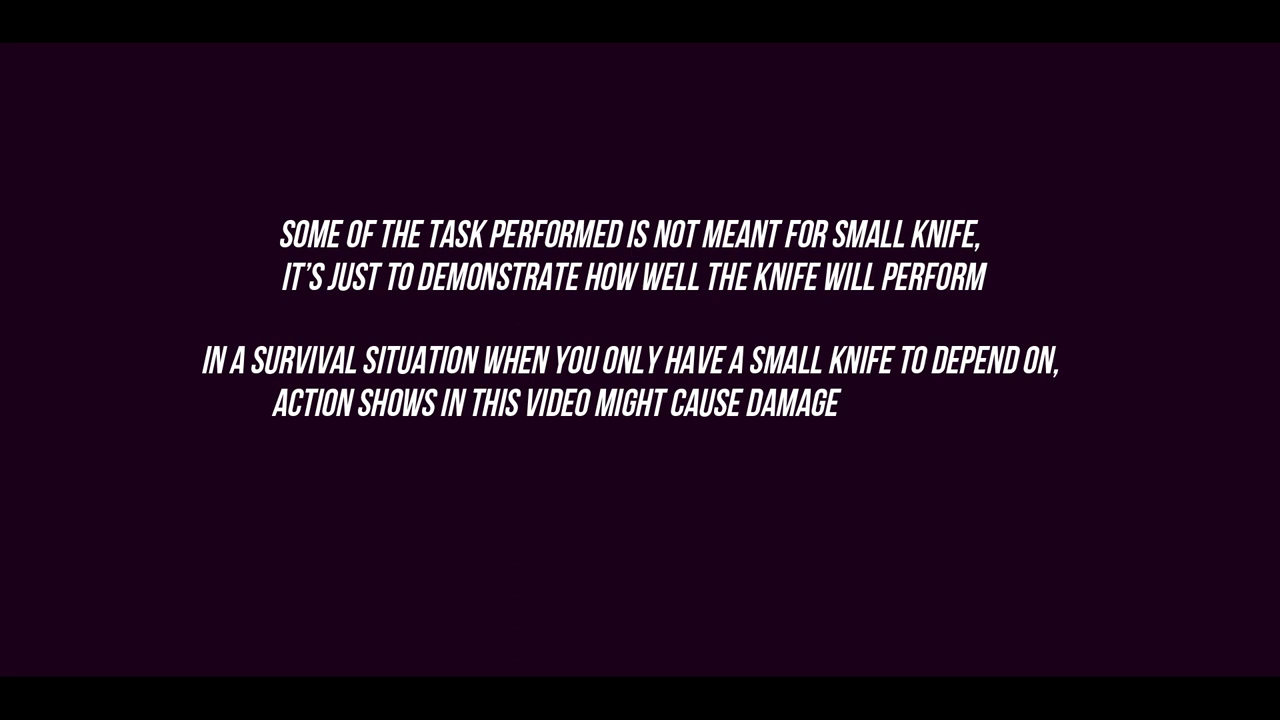 SOME OF THE TASK PERFORMED IS NOT MEANT FOR SMALL KNIFE,
IT'S JUST TO DEMONSTRATE HOW WELL THE KNIFE WILL PERFORM
IN A SURVIVAL SITUATION WHEN YOU ONLY HAVE A SMALL KNIFE TO DEPEND ON,
ACTION SHOWS IN THIS VIDEO MIGHT CAUSE DAMAGE